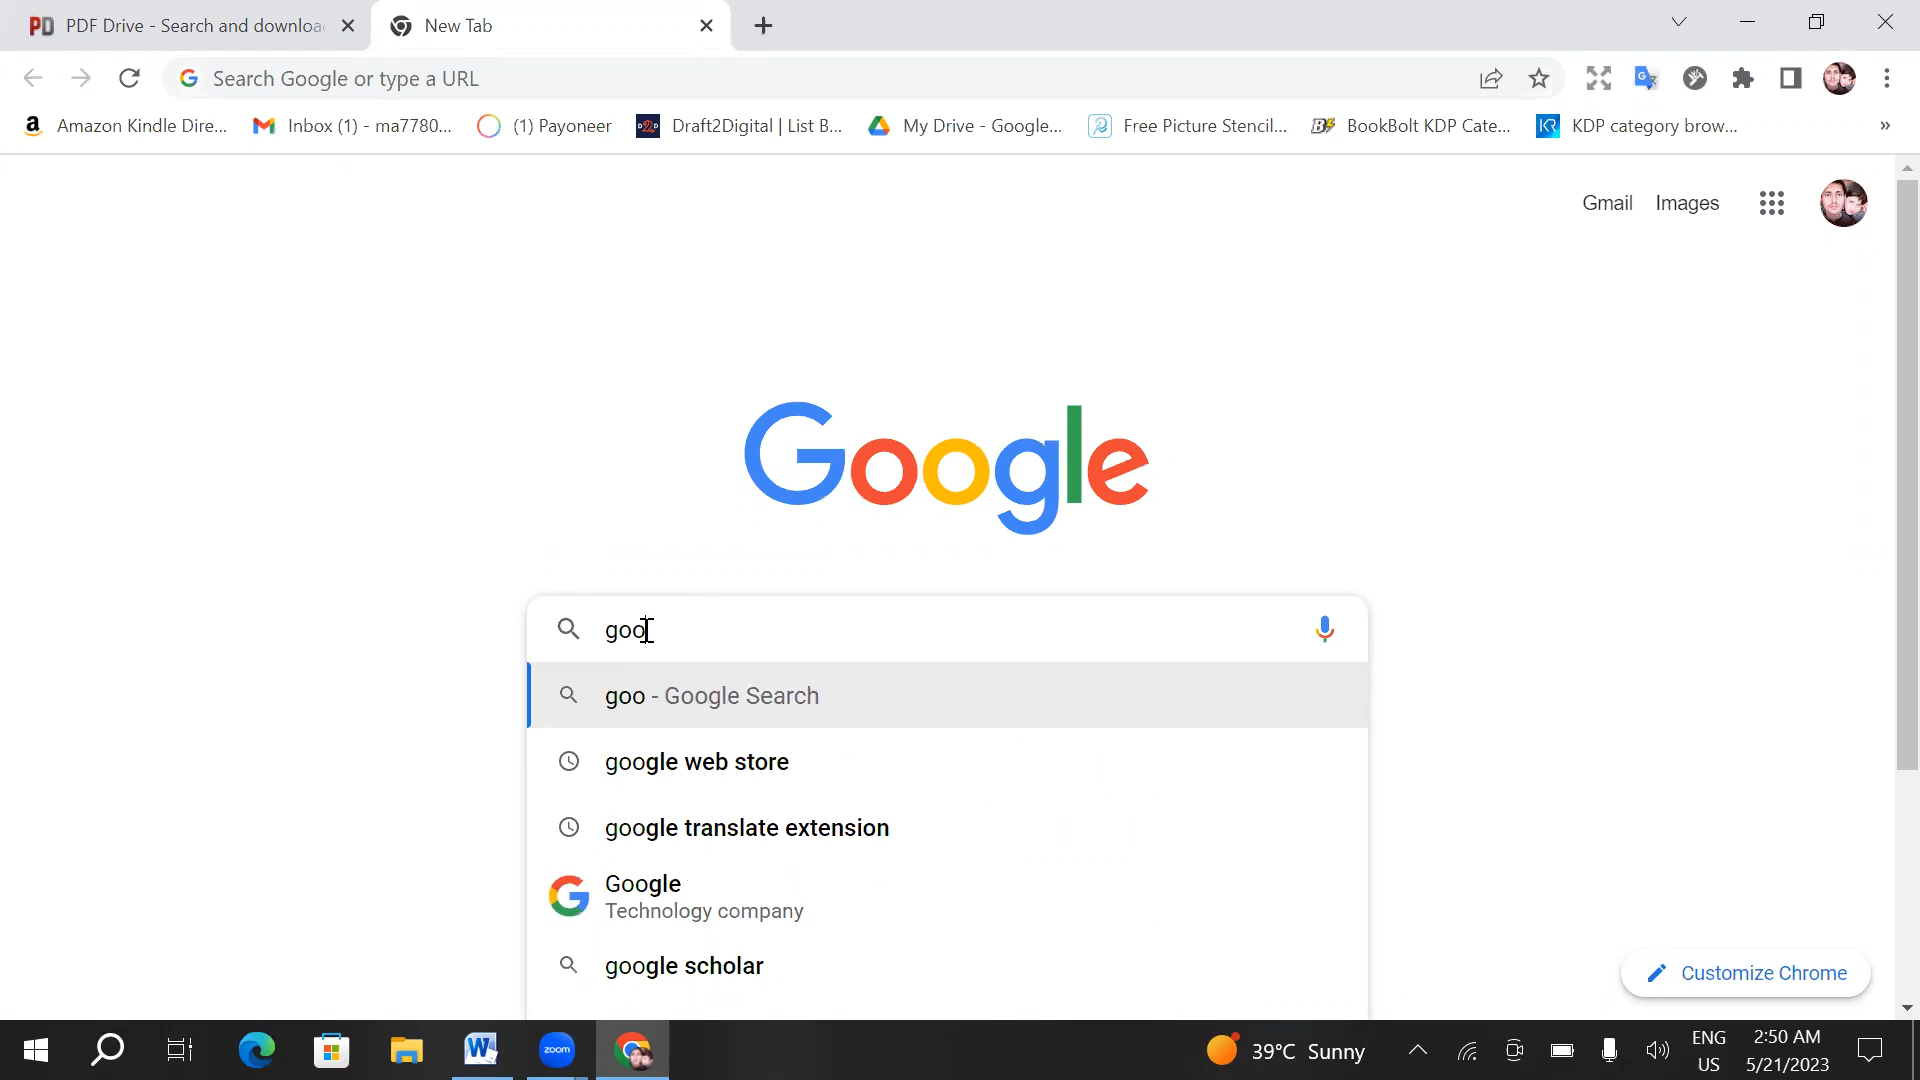 PDF Drive - Search and downloa
New Tab
Search Google or type a URL
Amazon Kindle Dire...
Inbox (1) - ma7780...
(1) Payoneer
Draft2Digital | List B...
My Drive - Google...
Free Picture Stencil...
BookBolt KDP Cate...
KDP category brow...
»
Gmail
Images
Google
goo
goo - Google Search
google web store
google translate extension
Google
Technology company
google scholar
Customize Chrome
zoom
39°C Sunny
ENG
US
2:50 AM
5/21/2023